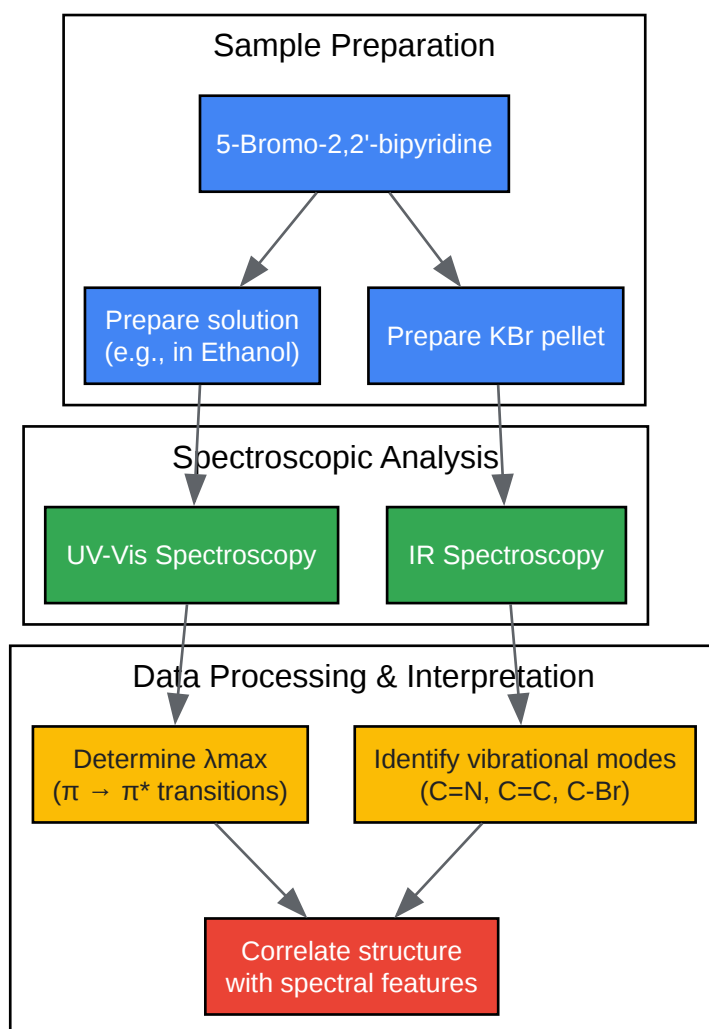 Sample Preparation
5-Bromo-2,2'-bipyridine
Prepare solution
(e.g., in Ethanol)
Prepare KBr pellet
Spectroscopic Analysis
UV-Vis Spectroscopy
IR Spectroscopy
Data Processing & Interpretation
Determine λmax
(π → π* transitions)
Identify vibrational modes
(C=N, C=C, C-Br)
Correlate structure
with spectral features